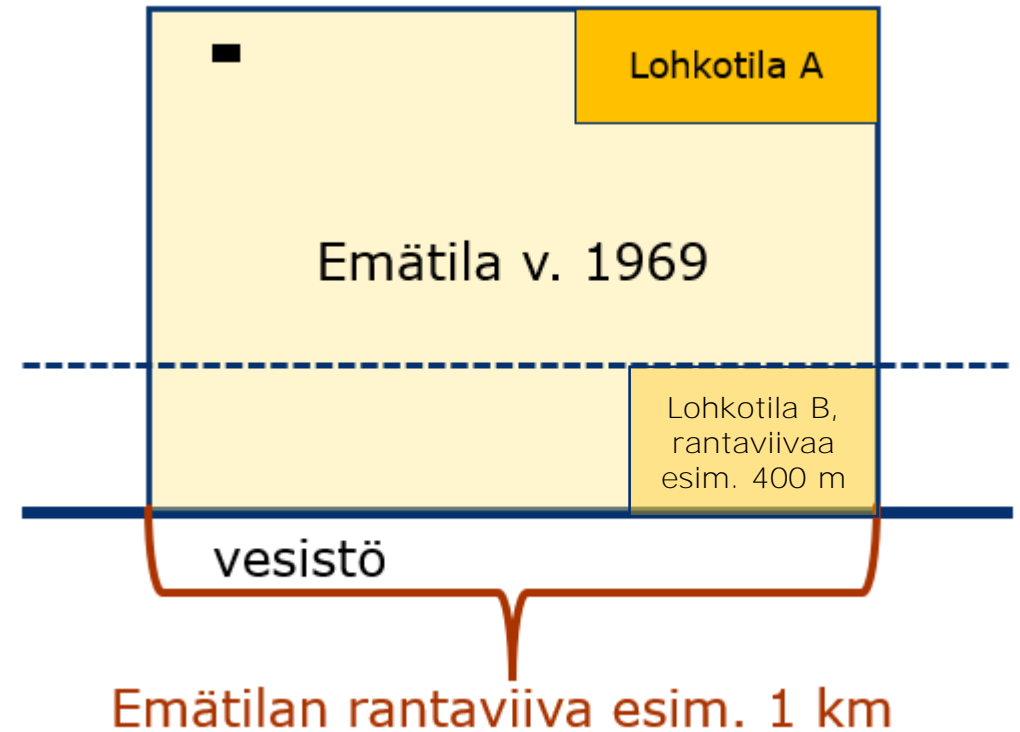 Lohkotila A
Emätila v. 1969
Lohkotila B,
rantaviivaa
esim. 400 m
vesistö
Emätilan rantaviiva esim. 1 km